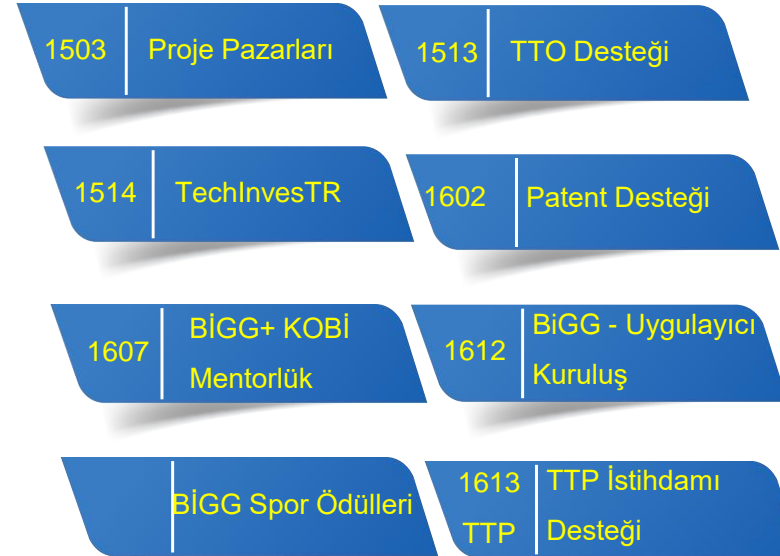 1503 Proje Pazarları
1513 TTO Desteği
1514 TechInvesTR
1602 Patent Desteği
1607 BİGG+ KOBİ
Mentorlük
1612 BiGG - Uygulayıcı
Kuruluş
BİGG Spor Ödülleri
1613 TTP İstihdamı
TTP Desteği